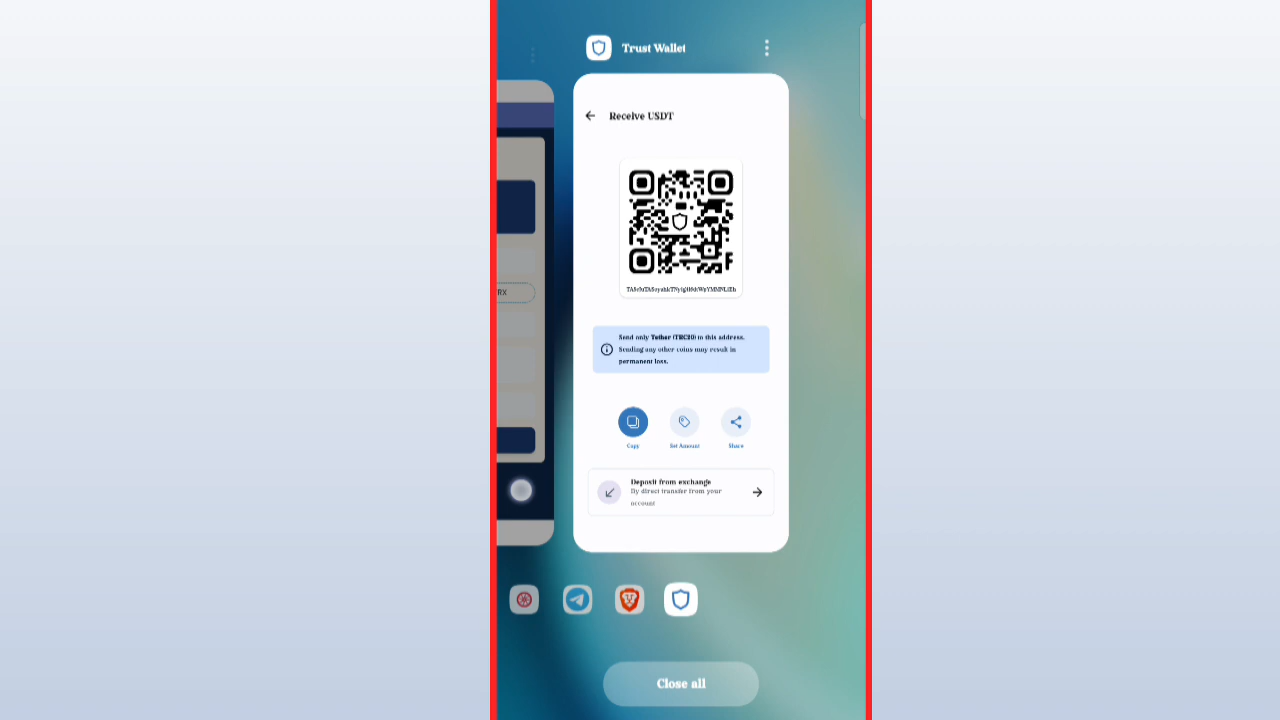 Trust Wallet
Receive USDT
RX
Send only Tether (TRC20) to this address.
Sending any other coins may result in
permanent loss.
Copy
Set Amount
Share
Deposit from exchange
By direct transfer from your
account
Close all